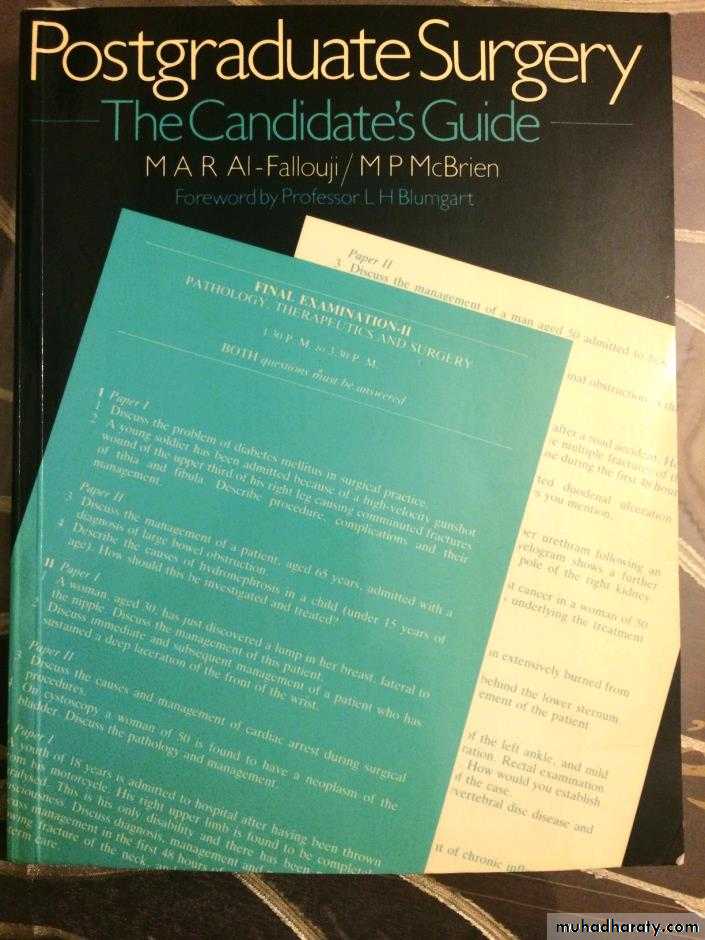 Postgraduate Surgery
The Candidate's Guide
M A R Al-Fallouji / M P McBrien
Foreword by Professor L H Blumgart
FINAL EXAMINATION-II
PATHOLOGY, THERAPEUTICS AND SURGERY
1.30 P. M. to 3.30 P. M.
BOTH questions must be answered
I Paper I
1 Discuss the problem of diabetes mellitus in surgical practice.
2 A young soldier has been admitted because of a high-velocity gunshot
wound of the upper third of his right leg causing comminuted fractures
of tibia and fibula. Describe procedure, complications and their
management.
Paper II
3 Discuss the management of a patient, aged 65 years, admitted with a
diagnosis of large bowel obstruction
4 Describe the causes of hydronephrosis in a child (under 15 years of
age). How should this be investigated and treated?
II Paper I
A woman, aged 30, has just discovered a lump in her breast, lateral to
the nipple. Discuss the management of this patient.
2 Discuss immediate and subsequent management of a patient who has
sustained a deep laceration of the front of the wrist.
Paper II
3 Discuss the causes and management of cardiac arrest during surgical
procedures.
4 On cystoscopy a woman of 50 is found to have a neoplasm of the
bladder. Discuss the pathology and management.
Paper I
youth of 18 years is admitted to hospital after having been thrown
motorcycle. His right upper limb is found to be
This is his only disability and there has been
Discuss diagnosis, management
management in the first 48 hours of
fracture of the neck
care.
Paper II
3 Discuss the management of a man aged 50 admitted to
obstruction
after a road accident.
multiple fractures of
during the first 48
duodenal ulceration
you mention.
urethram following an
shows a further
pole of the right kidney.
cancer in a woman of 50
underlying the treatment
extensively burned from
behind the lower sternum
of the patient
of the left ankle, and mild
Rectal examination
How would you establish
of the case.
vertebral disc disease and
of chronic
muhadharaty.com